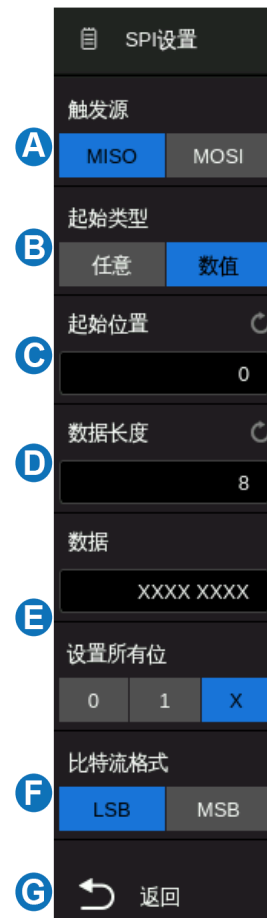 SPI设置
触发源
A
MISO MOSI
起始类型
B
任意 数值
起始位置
C
0
数据长度
D
8
数据
XXXX XXXX
E
设置所有位
0 1 X
比特流格式
F
LSB MSB
G
返回